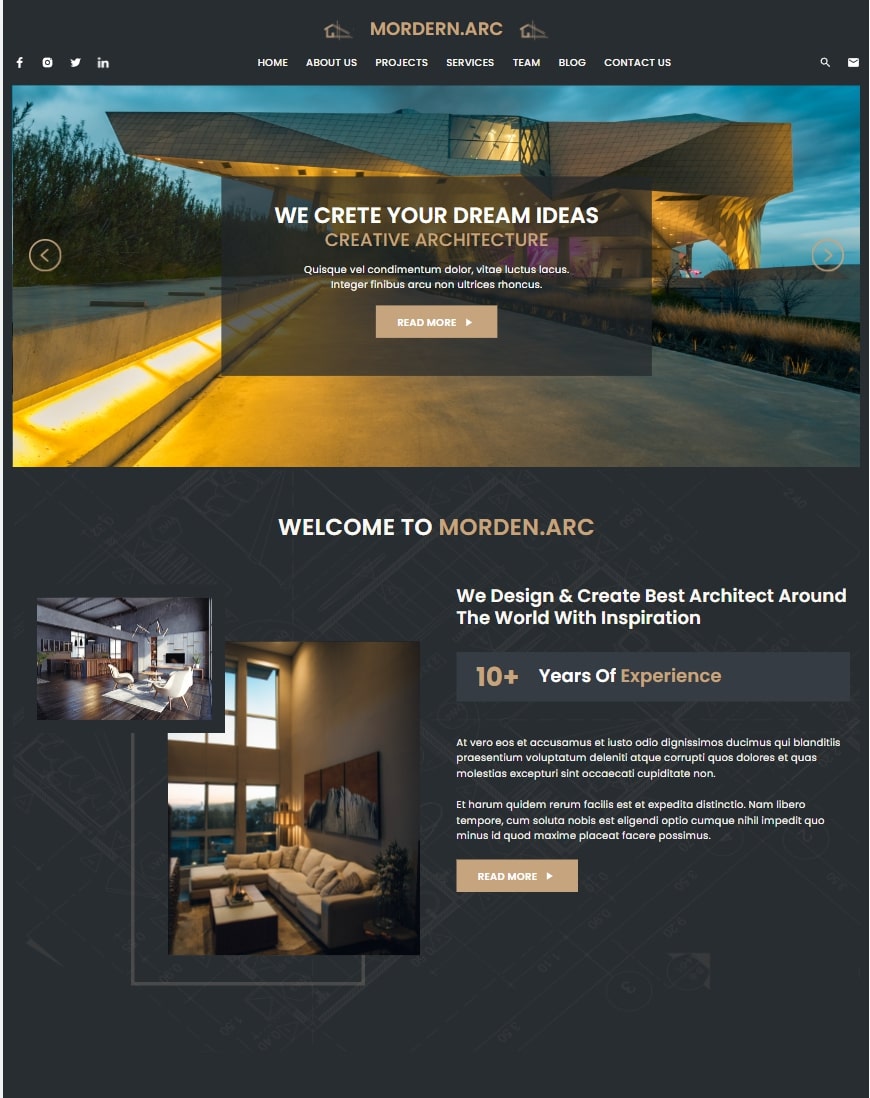 MORDERN.ARC
HOME ABOUT US PROJECTS SERVICES TEAM BLOG CONTACT US
WE CRETE YOUR DREAM IDEAS
CREATIVE ARCHITECTURE
Quisque vel condimentum dolor, vitae luctus lacus.
Integer finibus arcu non ultrices rhoncus.
READ MORE
WELCOME TO MORDEN.ARC
We Design & Create Best Architect Around
The World With Inspiration
10+ Years Of Experience
At vero eos et accusamus et iusto odio dignissimos ducimus qui blanditiis
praesentium voluptatum deleniti atque corrupti quos dolores et quas
molestias excepturi sint occaecati cupiditate non.
Et harum quidem rerum facilis est et expedita distinctio. Nam libero
tempore, cum soluta nobis est eligendi optio cumque nihil impedit quo
minus id quod maxime placeat facere possimus.
READ MORE